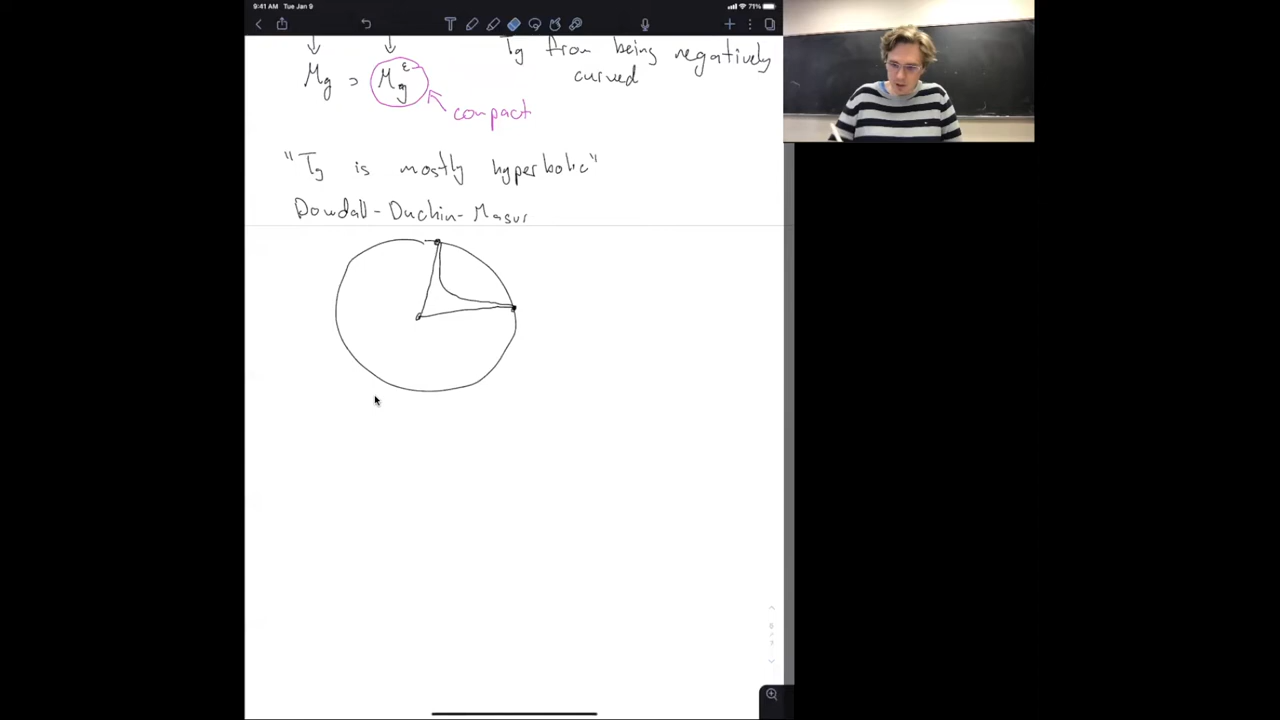 9:41 AM Tue Jan 9
71%
Tg from being negatively
curved
Mg ⊃ Mg^ε
compact
"Tg is mostly hyperbolic"
Dowdall-Duchin-Masur